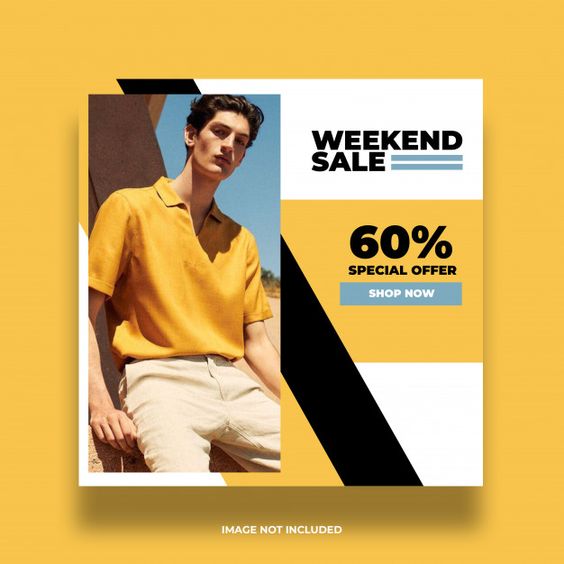 WEEKEND
SALE
60%
SPECIAL OFFER
SHOP NOW
IMAGE NOT INCLUDED